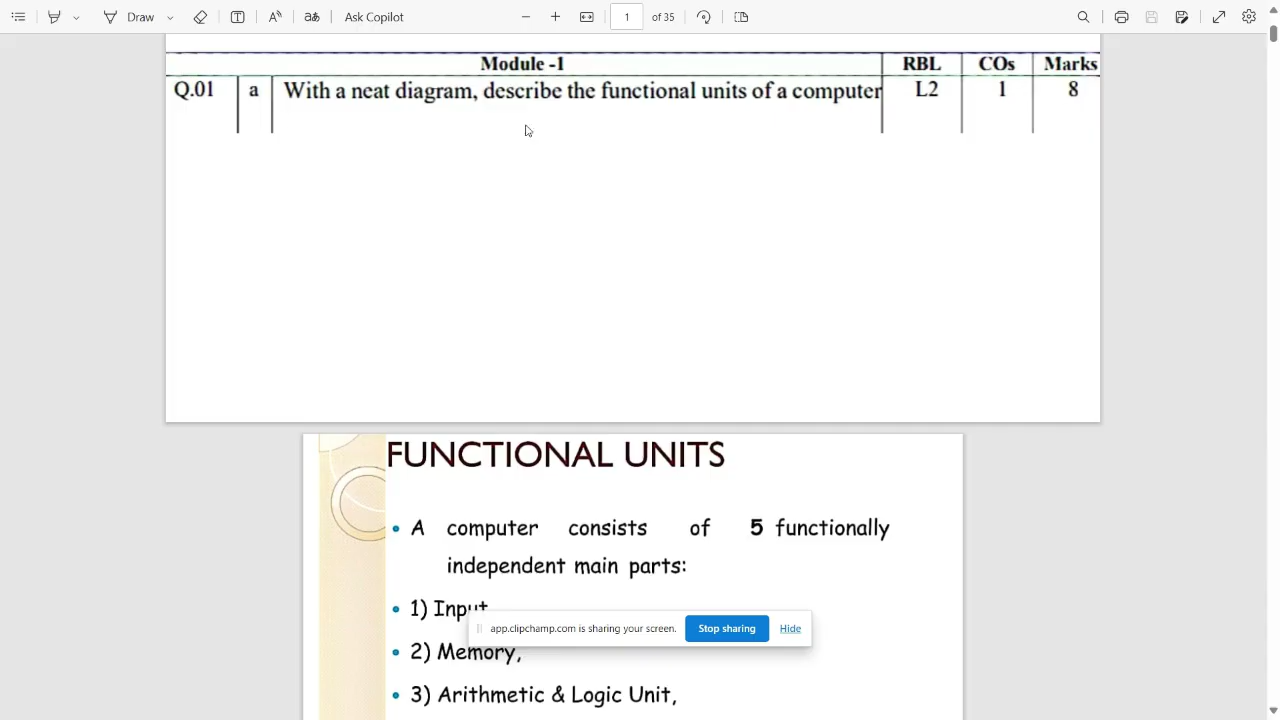 Draw
Ask Copilot
1 of 35
Module -1 RBL COs Marks
Q.01 a With a neat diagram, describe the functional units of a computer L2 1 8
FUNCTIONAL UNITS
• A computer consists of 5 functionally
independent main parts:
• 1) Input
app.clipchamp.com is sharing your screen. Stop sharing Hide
• 2) Memory,
• 3) Arithmetic & Logic Unit,